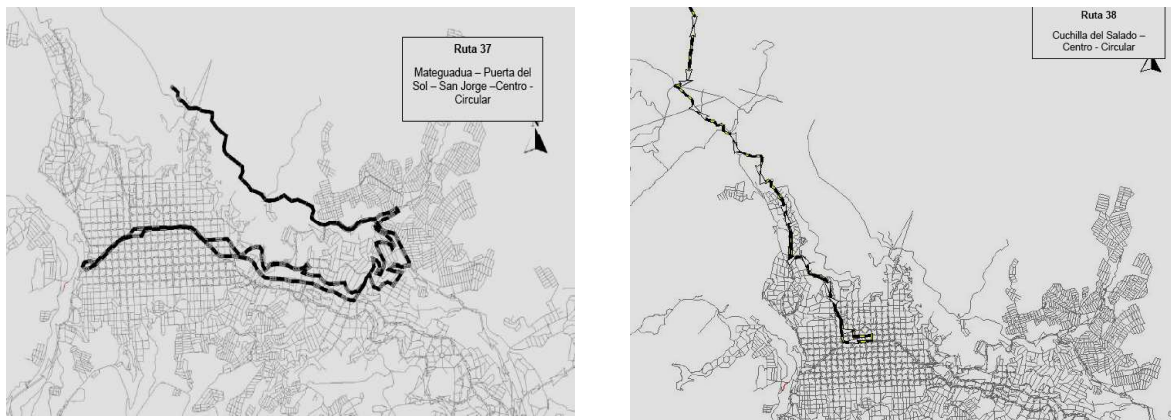 Ruta 37
Mateguadua – Puerta del
Sol – San Jorge –Centro -
Circular
Ruta 38
Cuchilla del Salado –
Centro - Circular